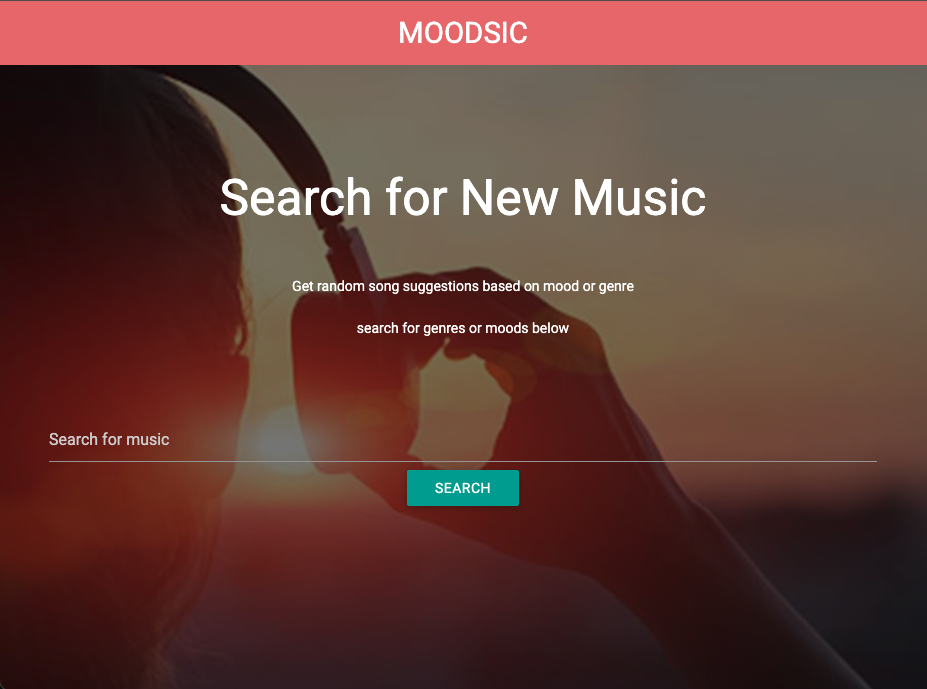 MOODSIC
Search for New Music
Get random song suggestions based on mood or genre
search for genres or moods below
Search for music
SEARCH